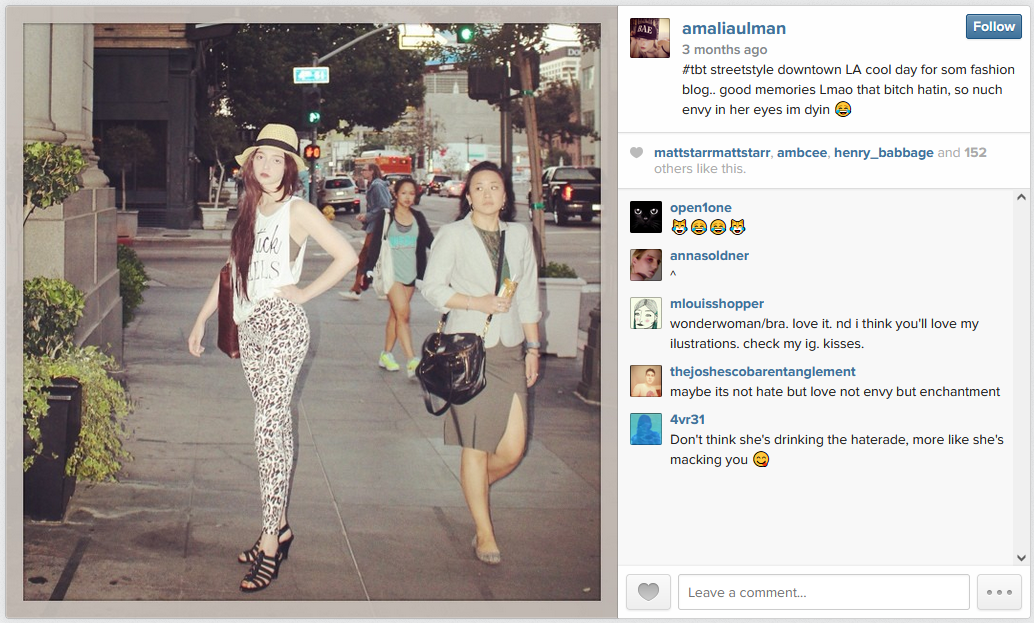 BAE
amaliaulman
Follow
3 months ago
#tbt streetstyle downtown LA cool day for som fashion
blog.. good memories Lmao that bitch hatin, so nuch
envy in her eyes im dyin 😂
mattstarrmattstarr, ambcee, henry_babbage and 152
others like this.
open1one
😹😂😂😹
annasoldner
^
mlouisshopper
wonderwoman/bra. love it. nd i think you'll love my
ilustrations. check my ig. kisses.
thejoshescobarentanglement
maybe its not hate but love not envy but enchantment
4vr31
Don't think she's drinking the haterade, more like she's
macking you 😋
Leave a comment...